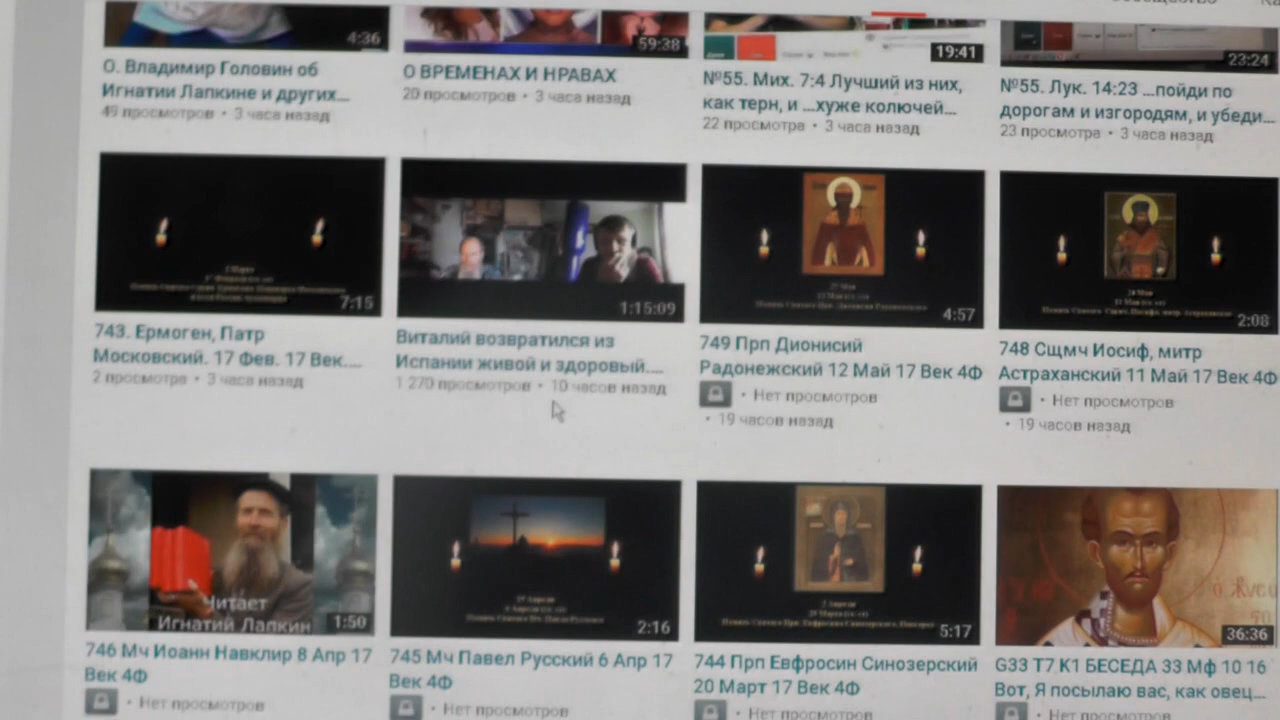 4:36
59:38
19:41
23:24
О. Владимир Головин об
Игнатии Лапкине и других...
49 просмотров • 3 часа назад
О ВРЕМЕНАХ И НРАВАХ
20 просмотров • 3 часа назад
№55. Мих. 7:4 Лучший из них,
как терн, и ...хуже колючей...
22 просмотра • 3 часа назад
№55. Лук. 14:23 ...пойди по
дорогам и изгородям, и убеди...
23 просмотра • 3 часа назад
7:15
1:15:09
4:57
2:08
743. Ермоген, Патр
Московский. 17 Фев. 17 Век....
2 просмотра • 3 часа назад
Виталий возвратился из
Испании живой и здоровый....
1 270 просмотров • 10 часов назад
749 Прп Дионисий
Радонежский 12 Май 17 Век 4Ф
• Нет просмотров
• 19 часов назад
748 Сщмч Иосиф, митр
Астраханский 11 Май 17 Век 4Ф
• Нет просмотров
• 19 часов назад
Читает
Игнатий Лапкин
1:50
2:16
5:17
36:36
746 Мч Иоанн Навклир 8 Апр 17
Век 4Ф
• Нет просмотров
745 Мч Павел Русский 6 Апр 17
Век 4Ф
• Нет просмотров
744 Прп Евфросин Синозерский
20 Март 17 Век 4Ф
• Нет просмотров
G33 Т7 К1 БЕСЕДА 33 Мф 10 16
Вот, Я посылаю вас, как овец...
• Нет просмотров